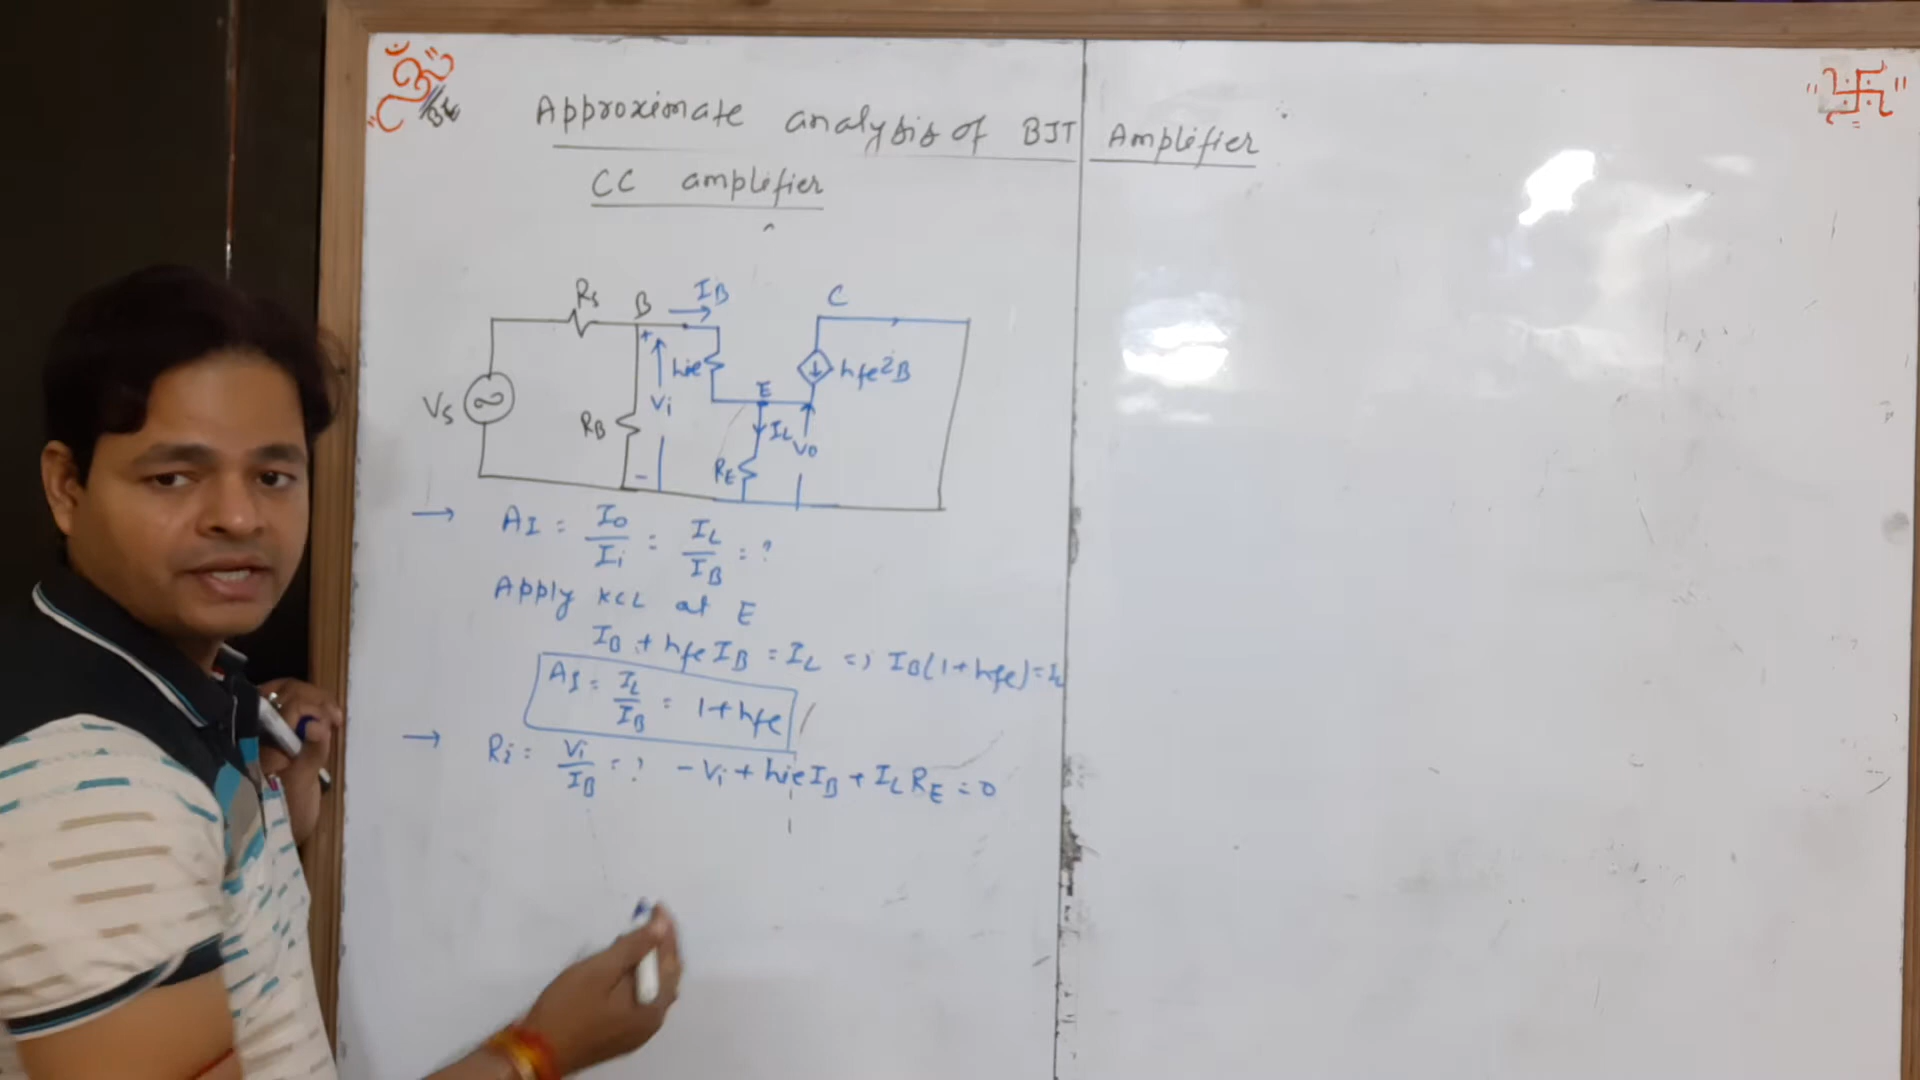 ॐ
BE
Approximate analysis of BJT Amplifier
CC amplifier
Rs B IB C
+ hie hfe IB
Vs RB Vi E IL Vo
- RE
→ AI = Io/Ii = IL/IB = ?
Apply KCL at E
IB + hfe IB = IL => IB(1+hfe) = IL
AI = IL/IB = 1+hfe
→ Ri = Vi/IB = ? -Vi + hie IB + IL RE = 0